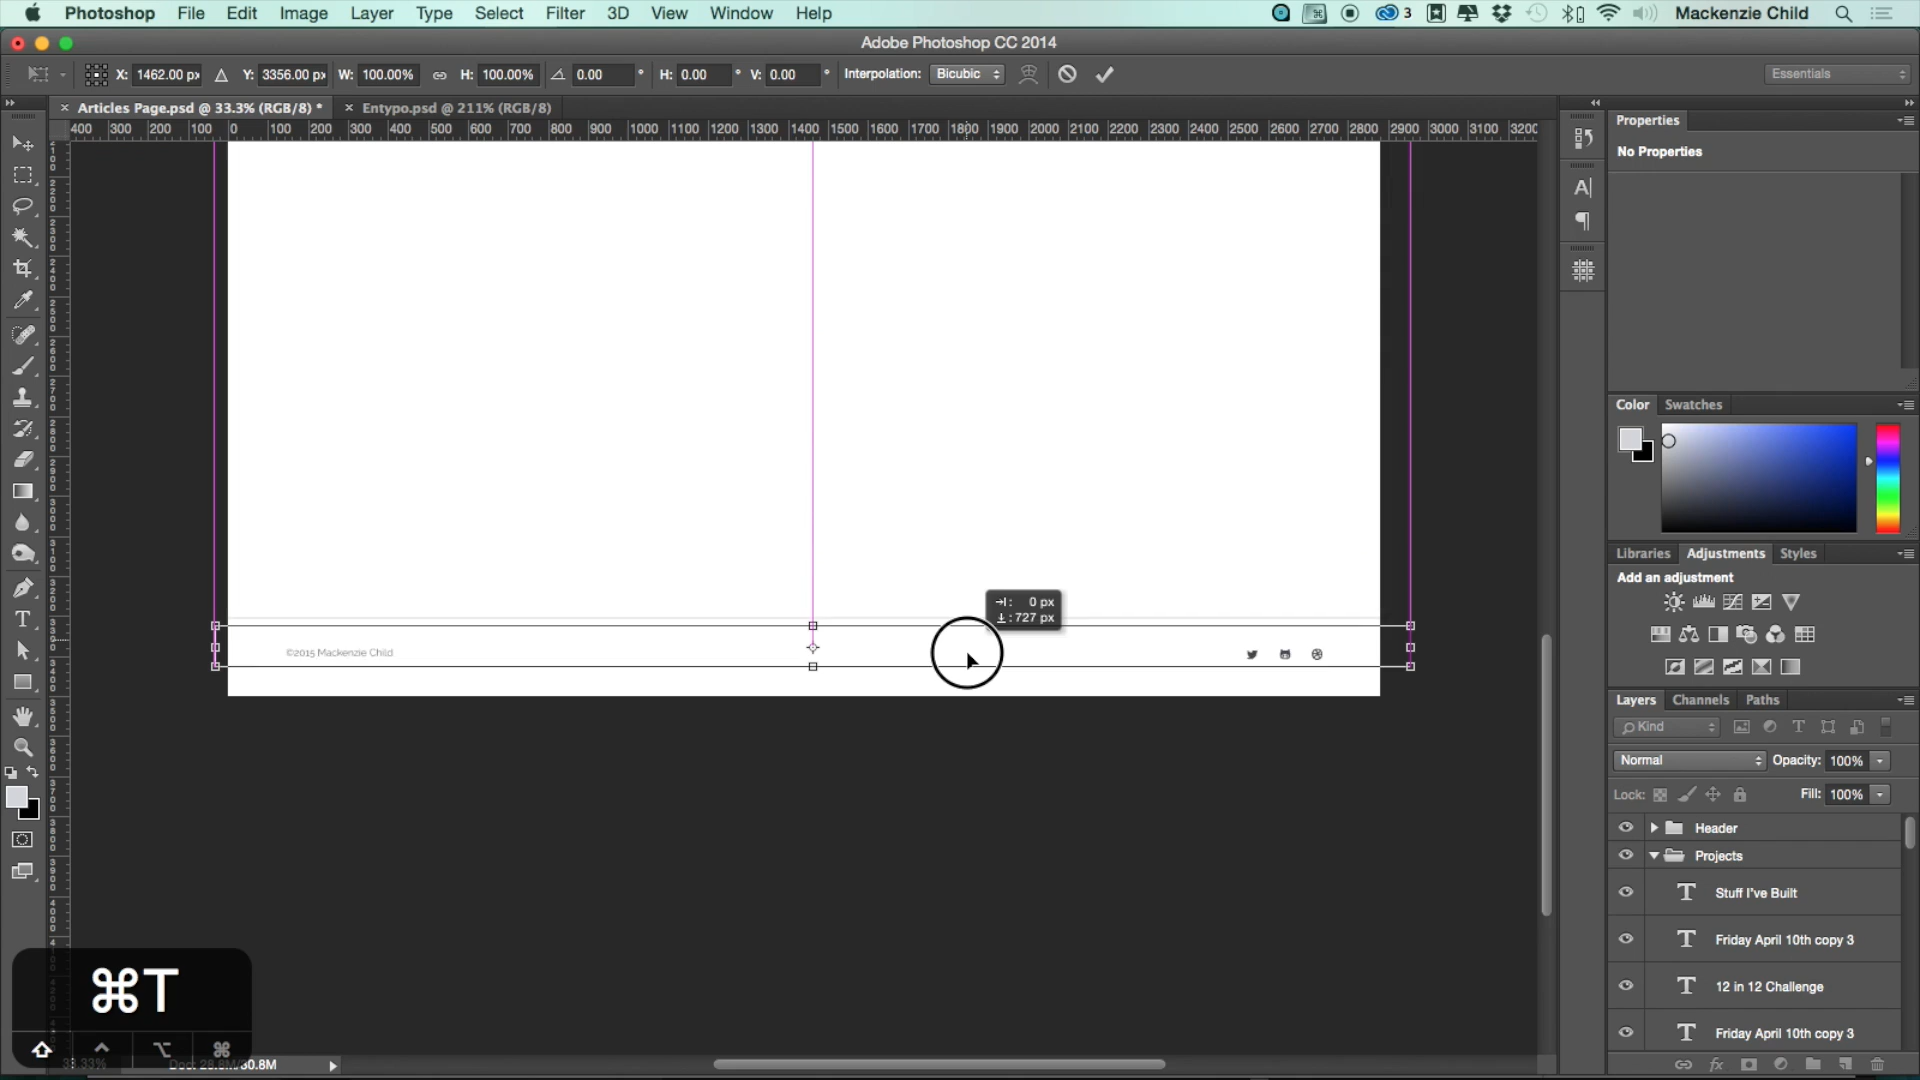 Photoshop File Edit Image Layer Type Select Filter 3D View Window Help 3 Mackenzie Child
Adobe Photoshop CC 2014
X: 1462.00 px Y: 3356.00 px W: 100.00% H: 100.00% 0.00 ° H: 0.00 ° V: 0.00 ° Interpolation: Bicubic Essentials
× Articles Page.psd @ 33.3% (RGB/8) * × Entypo.psd @ 211% (RGB/8)
400 300 200 100 0 100 200 300 400 500 600 700 800 900 1000 1100 1200 1300 1400 1500 1600 1700 1800 1900 2000 2100 2200 2300 2400 2500 2600 2700 2800 2900 3000 3100 3200
Properties
No Properties
Color Swatches
Libraries Adjustments Styles
Add an adjustment
: 0 px
: 727 px
©2015 Mackenzie Child
Layers Channels Paths
Kind
Normal Opacity: 100%
Lock: Fill: 100%
Header
Projects
Stuff I've Built
Friday April 10th copy 3
12 in 12 Challenge
Friday April 10th copy 3
⌘T
⌥ ⌘